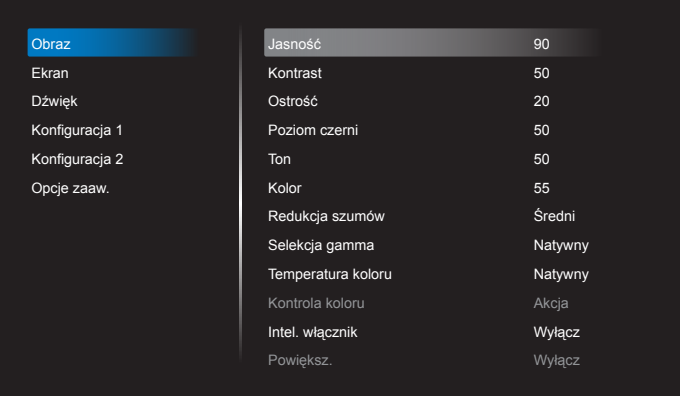 Obraz
Ekran
Dźwięk
Konfiguracja 1
Konfiguracja 2
Opcje zaaw.
Jasność 90
Kontrast 50
Ostrość 20
Poziom czerni 50
Ton 50
Kolor 55
Redukcja szumów Średni
Selekcja gamma Natywny
Temperatura koloru Natywny
Kontrola koloru Akcja
Intel. włącznik Wyłącz
Powiększ. Wyłącz